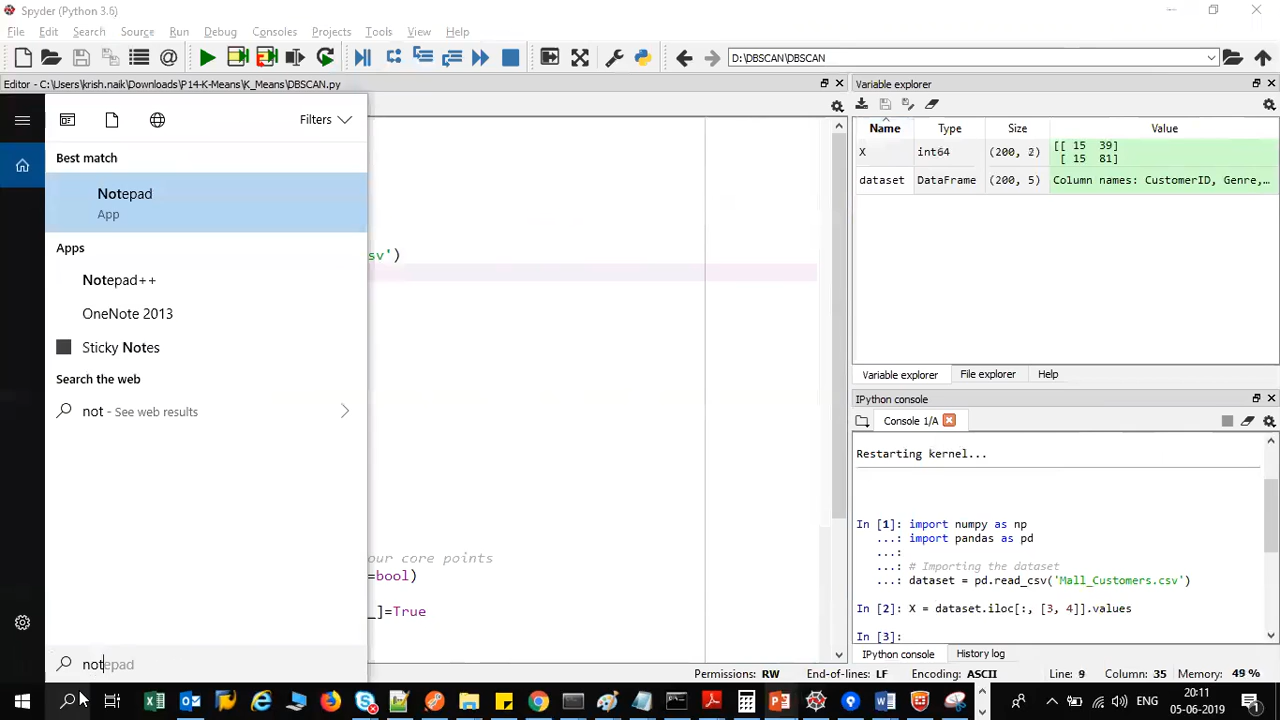 Spyder (Python 3.6)
File Edit Search Source Run Debug Consoles Projects Tools View Help
D:\DBSCAN\DBSCAN
Editor - C:\Users\krish.naik\Downloads\P14-K-Means\K_Means\DBSCAN.py
Filters
Best match
Notepad
App
Apps
Notepad++
OneNote 2013
Sticky Notes
Search the web
not - See web results
notepad
sv')
our core points
=bool)
_]=True
Variable explorer
Name Type Size Value
X int64 (200, 2) [[ 15 39]
[ 15 81]
dataset DataFrame (200, 5) Column names: CustomerID, Genre,...
Variable explorer File explorer Help
IPython console
Console 1/A
Restarting kernel...
In [1]: import numpy as np
...: import pandas as pd
...:
...: # Importing the dataset
...: dataset = pd.read_csv('Mall_Customers.csv')
In [2]: X = dataset.iloc[:, [3, 4]].values
In [3]:
IPython console History log
Permissions: RW End-of-lines: LF Encoding: ASCII Line: 9 Column: 35 Memory: 49 %
ENG
20:11
05-06-2019